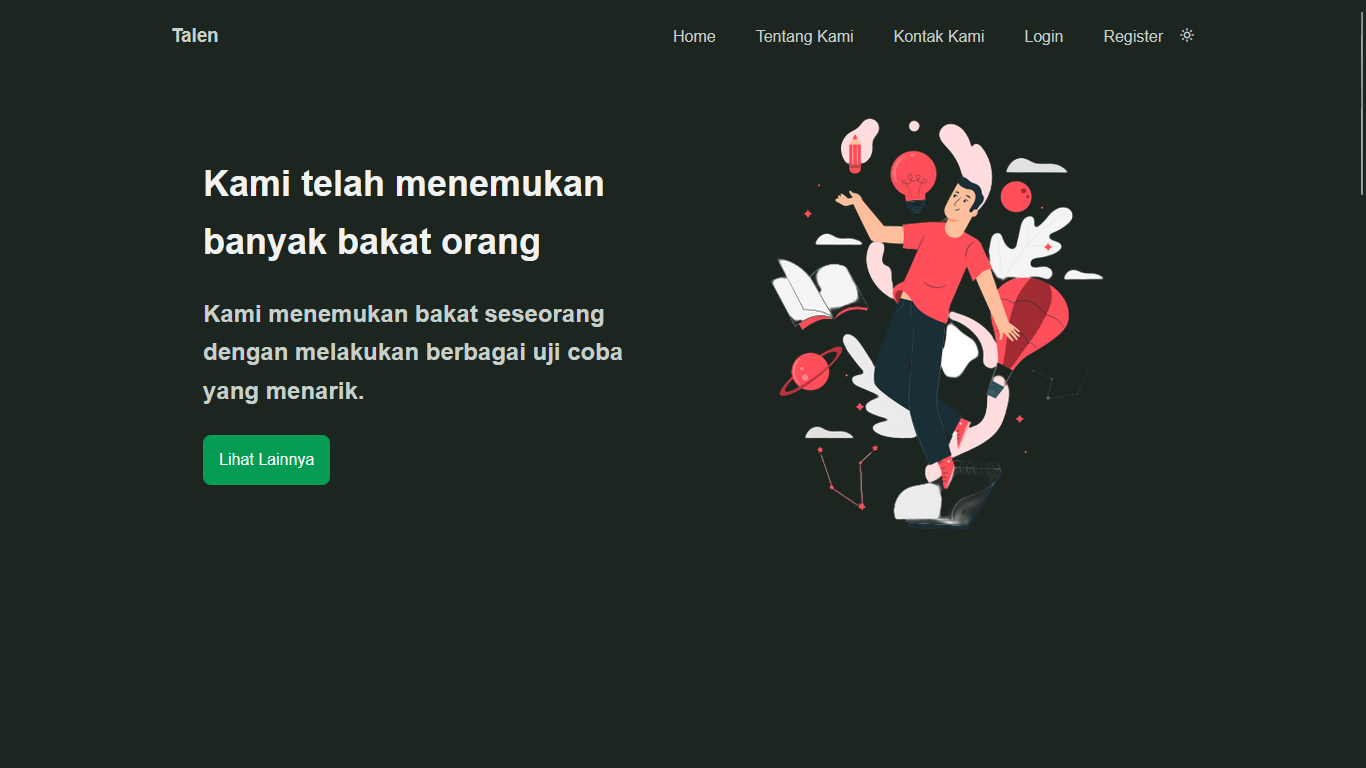 Talen
Home
Tentang Kami
Kontak Kami
Login
Register
Kami telah menemukan
banyak bakat orang
Kami menemukan bakat seseorang
dengan melakukan berbagai uji coba
yang menarik.
Lihat Lainnya